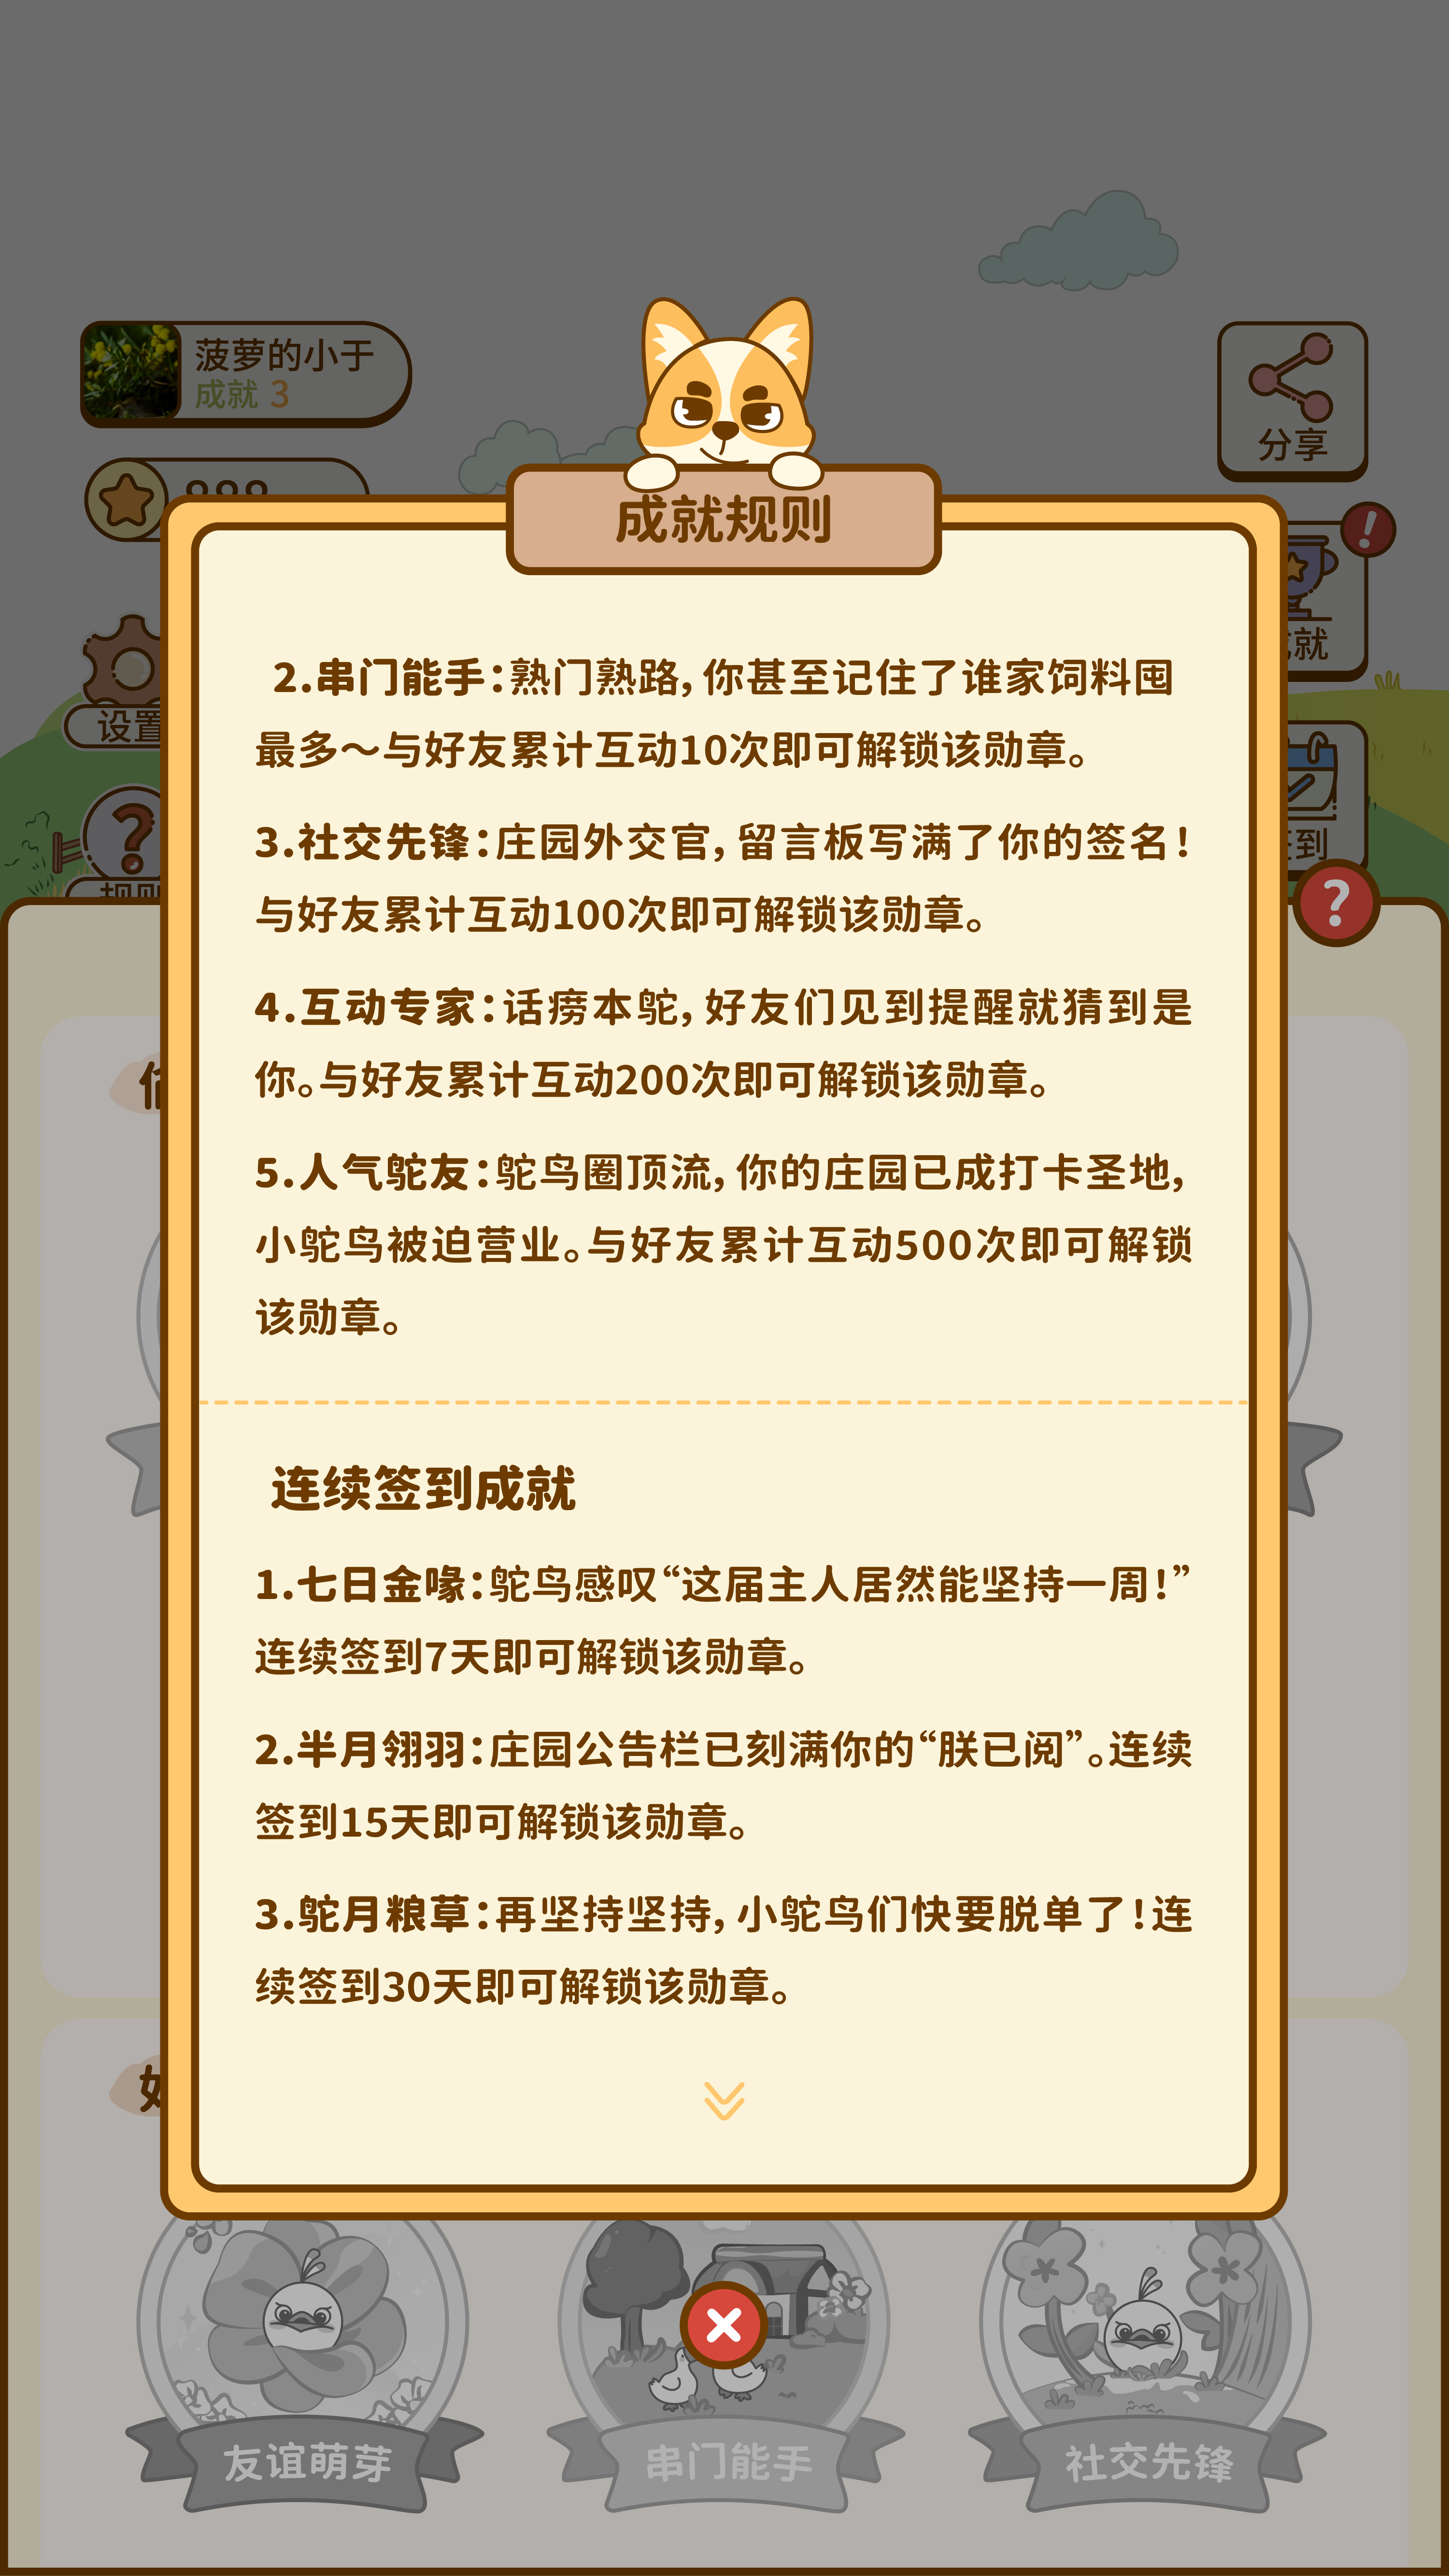 菠萝的小于
成就 3
分享
成就规则
设置
2.串门能手：熟门熟路，你甚至记住了谁家饲料囤
最多～与好友累计互动10次即可解锁该勋章。
3.社交先锋：庄园外交官，留言板写满了你的签名！
与好友累计互动100次即可解锁该勋章。
4.互动专家：话痨本鸵，好友们见到提醒就猜到是
你。与好友累计互动200次即可解锁该勋章。
5.人气鸵友：鸵鸟圈顶流，你的庄园已成打卡圣地，
小鸵鸟被迫营业。与好友累计互动500次即可解锁
该勋章。
连续签到成就
1.七日金喙：鸵鸟感叹“这届主人居然能坚持一周！”
连续签到7天即可解锁该勋章。
2.半月翎羽：庄园公告栏已刻满你的“朕已阅”。连续
签到15天即可解锁该勋章。
3.鸵月粮草：再坚持坚持，小鸵鸟们快要脱单了！连
续签到30天即可解锁该勋章。
友谊萌芽
串门能手
社交先锋